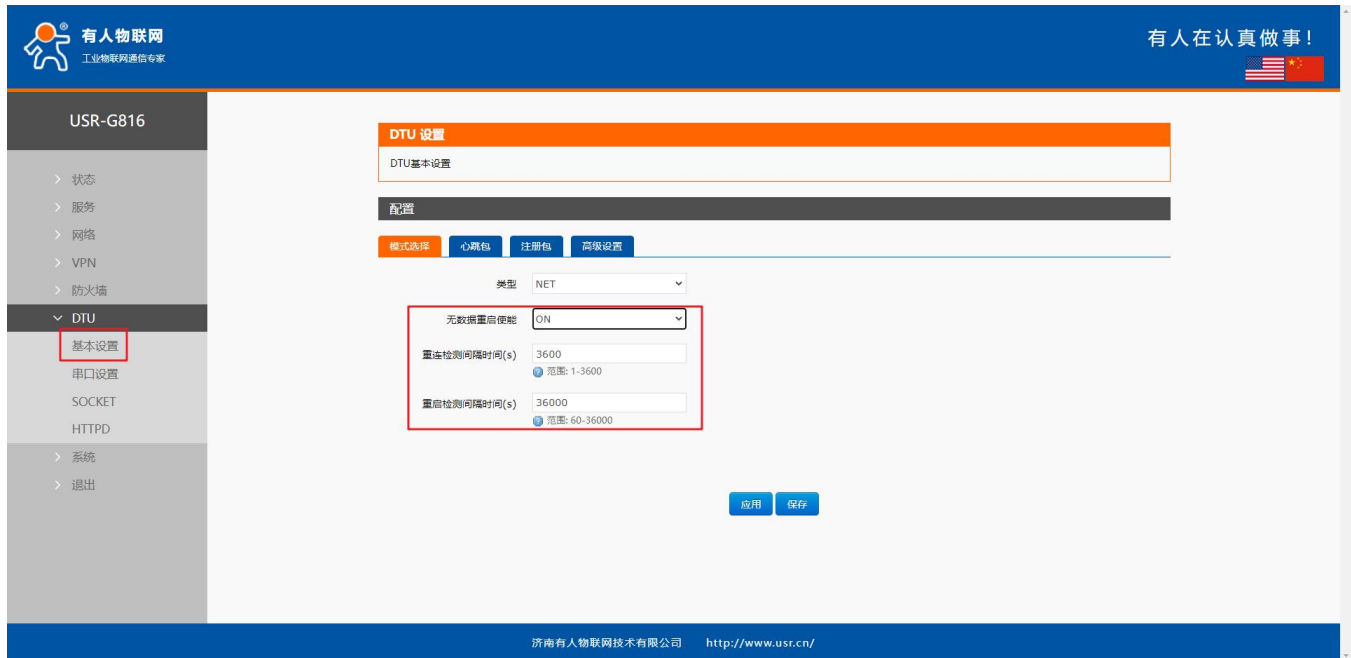 有人物联网
工业物联网通信专家
有人在认真做事!
USR-G816
状态
服务
网络
VPN
防火墙
DTU
基本设置
串口设置
SOCKET
HTTPD
系统
退出
DTU 设置
DTU基本设置
配置
模式选择 心跳包 注册包 高级设置
类型 NET
无数据重启使能 ON
重连检测间隔时间(s) 3600
范围: 1-3600
重启检测间隔时间(s) 36000
范围: 60-36000
应用 保存
济南有人物联网技术有限公司 http://www.usr.cn/